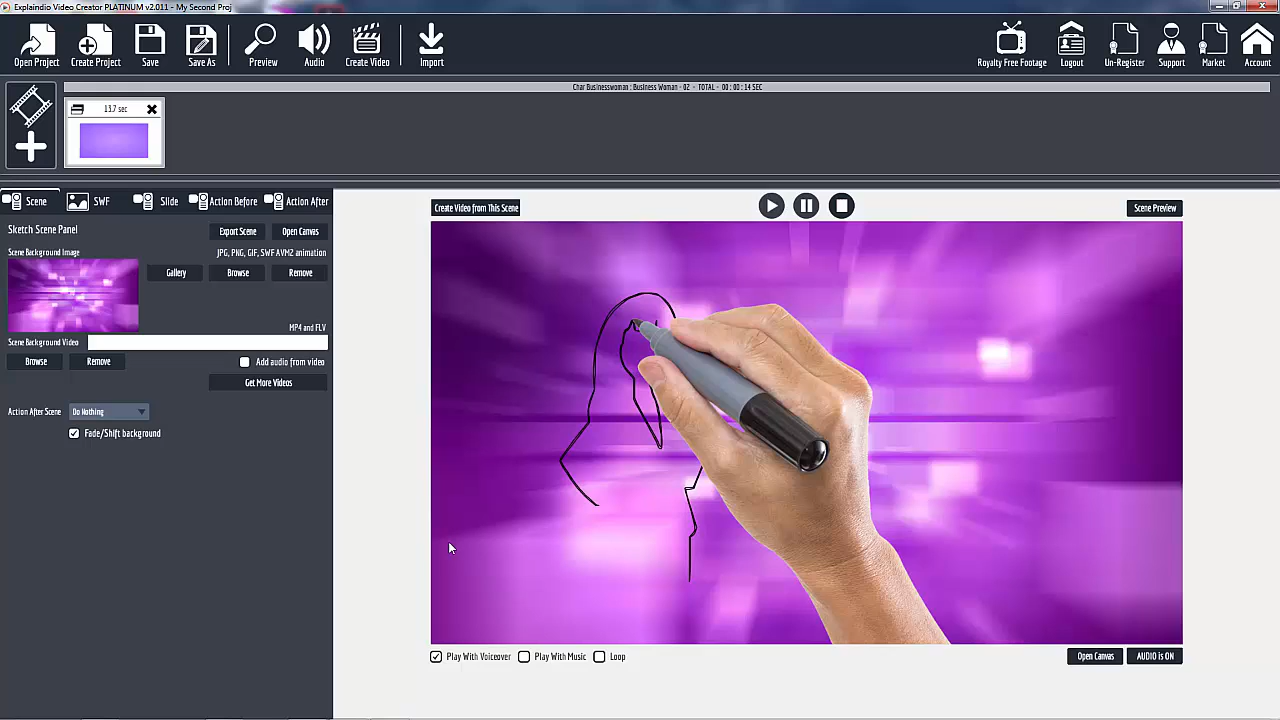 Explaindio Video Creator PLATINUM v2.011 - My Second Proj
Open Project Create Project Save Save As Preview Audio Create Video Import Royalty Free Footage Logout Un-Register Support Market Account
Char Businesswoman : Business Woman - 02 - TOTAL - 00 : 00 : 14 SEC
13.7 sec
Scene SWF Slide Action Before Action After
Create Video from This Scene Scene Preview
Sketch Scene Panel Export Scene Open Canvas
Scene Background Image JPG, PNG, GIF, SWF AVM2 animation
Gallery Browse Remove
MP4 and FLV
Scene Background Video
Browse Remove Add audio from video
Get More Videos
Action After Scene Do Nothing
Fade/Shift background
Play With Voiceover Play With Music Loop Open Canvas AUDIO is ON